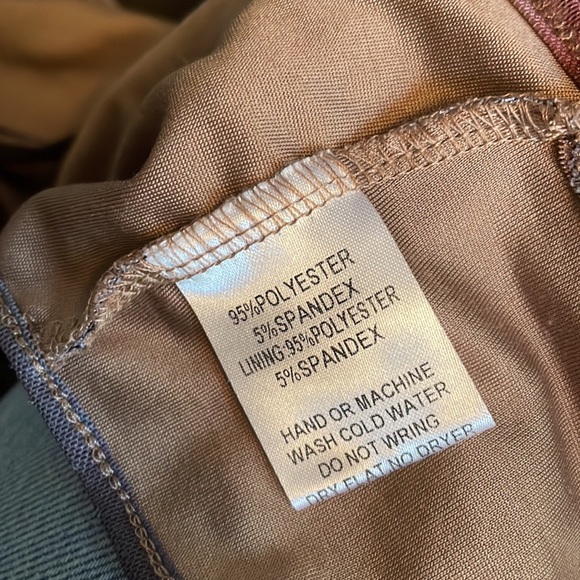 95%POLYESTER
5%SPANDEX
LINING:95%POLYESTER
5%SPANDEX
HAND OR MACHINE
WASH COLD WATER
DO NOT WRING
DRY FLAT NO DRYER